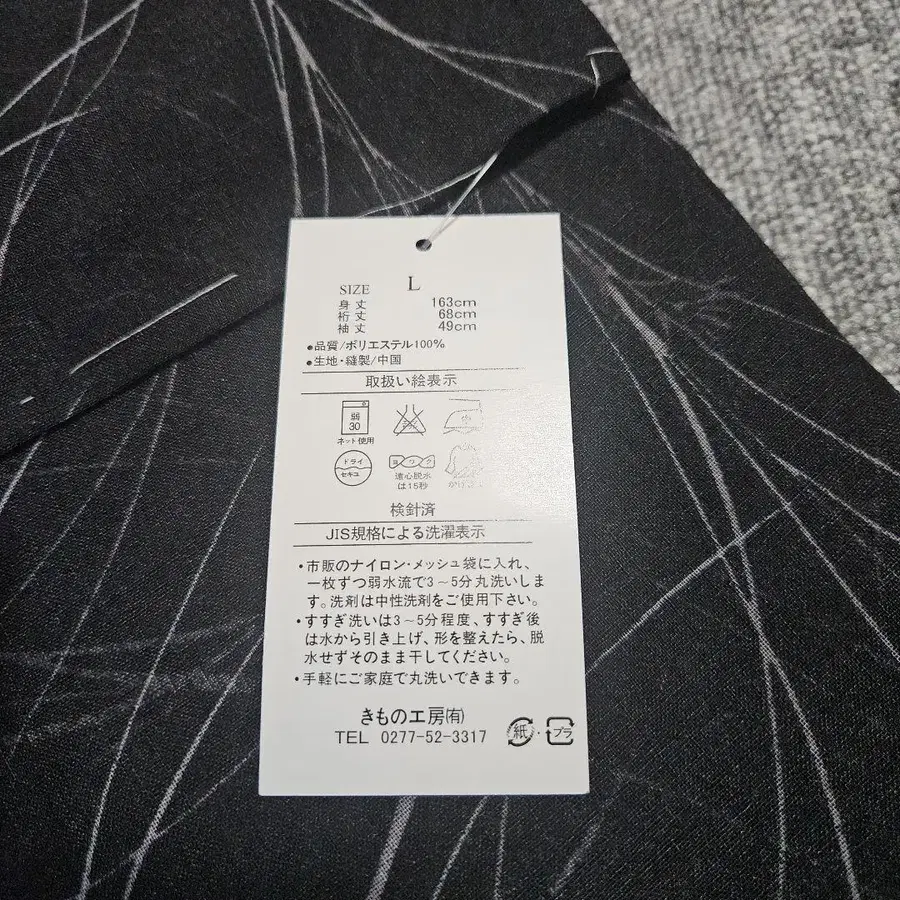 SIZE L
身丈 163cm
裄丈 68cm
袖丈 49cm
●品質/ポリエステル100%
●生地・縫製/中国
取扱い絵表示
弱
30
ネット使用
ドライ
セキユ
ヨワク
遠心脱水
は15秒
検針済
JIS規格による洗濯表示
・市販のナイロン・メッシュ袋に入れ、
一枚ずつ弱水流で3〜5分丸洗いしま
す。洗剤は中性洗剤をご使用下さい。
・すすぎ洗いは3〜5分程度、すすぎ後
は水から引き上げ、形を整えたら、脱
水せずそのまま干してください。
・手軽にご家庭で丸洗いできます。
きもの工房㈲
TEL 0277-52-3317 紙・プラ